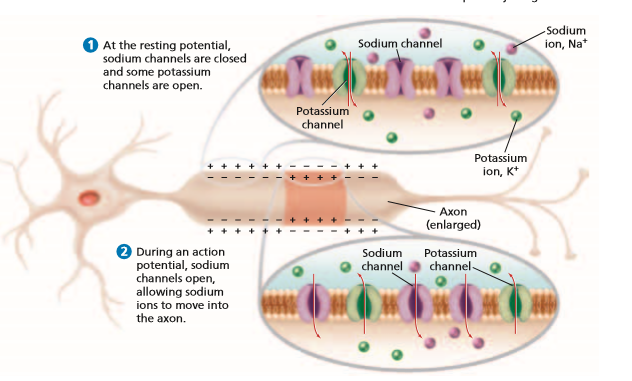 1 At the resting potential,
sodium channels are closed
and some potassium
channels are open.
Sodium channel
Sodium
ion, Na⁺
Potassium
channel
Potassium
ion, K⁺
+ + + + + + - - - - + + +
- - - - - - + + + + - - -
Axon
(enlarged)
- - - - - - + + + + - - -
+ + + + + + - - - - + + +
2 During an action
potential, sodium
channels open,
allowing sodium
ions to move into
the axon.
Sodium
channel
Potassium
channel